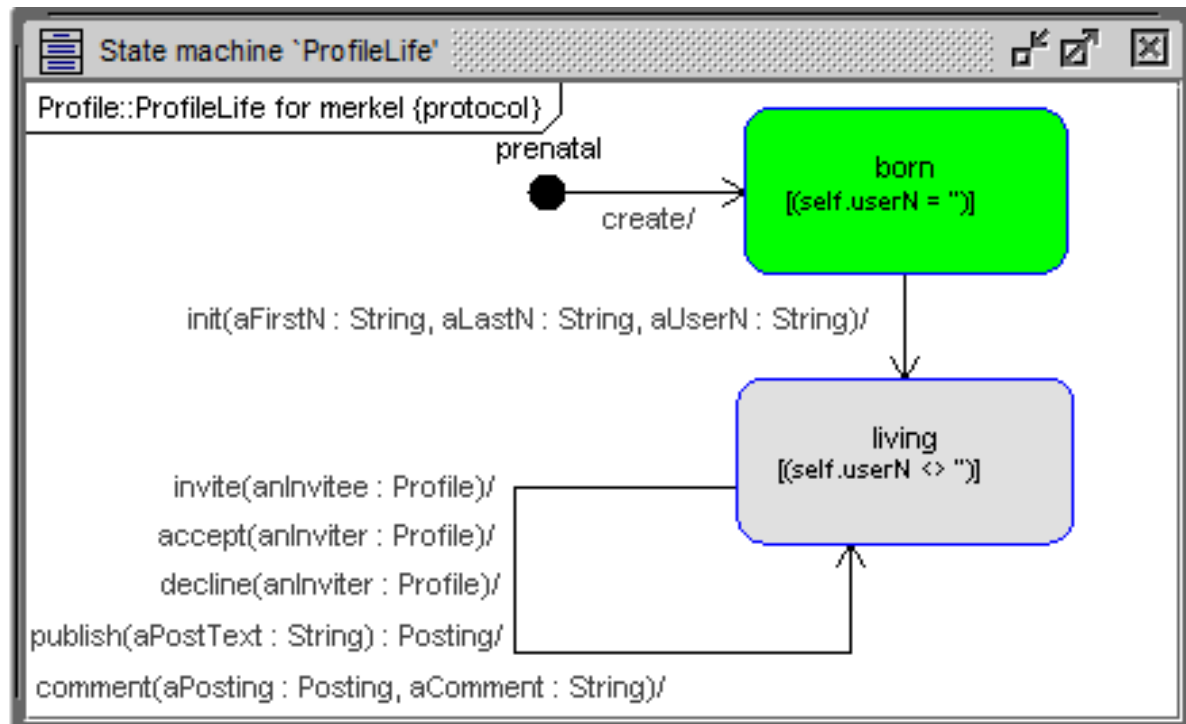 State machine `ProfileLife'
Profile::ProfileLife for merkel {protocol}
prenatal
create/
born
[(self.userN = '')]
init(aFirstN : String, aLastN : String, aUserN : String)/
living
[(self.userN <> '')]
invite(anInvitee : Profile)/
accept(anInviter : Profile)/
decline(anInviter : Profile)/
publish(aPostText : String) : Posting/
comment(aPosting : Posting, aComment : String)/